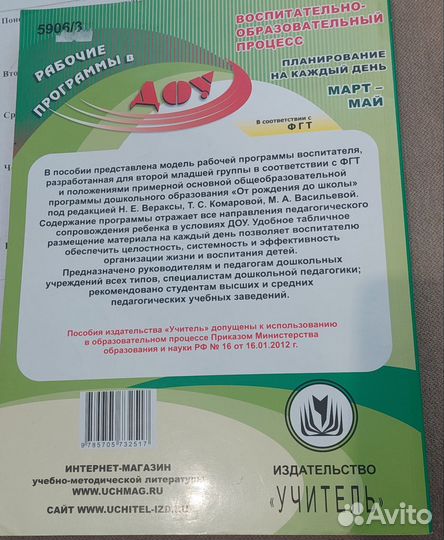 5906/3
РАБОЧИЕ
ПРОГРАММЫ В
ДОУ
ВОСПИТАТЕЛЬНО-
ОБРАЗОВАТЕЛЬНЫЙ
ПРОЦЕСС
ПЛАНИРОВАНИЕ
НА КАЖДЫЙ ДЕНЬ
МАРТ –
МАЙ
В соответствии с
ФГТ
В пособии представлена модель рабочей программы воспитателя,
разработанная для второй младшей группы в соответствии с ФГТ
и положениями примерной основной общеобразовательной
программы дошкольного образования «От рождения до школы»
под редакцией Н. Е. Вераксы, Т. С. Комаровой, М. А. Васильевой.
Содержание программы отражает все направления педагогического
сопровождения ребенка в условиях ДОУ. Удобное табличное
размещение материала на каждый день позволяет воспитателю
обеспечить целостность, системность и эффективность
организации жизни и воспитания детей.
Предназначено руководителям и педагогам дошкольных
учреждений всех типов, специалистам дошкольной педагогики;
рекомендовано студентам высших и средних
педагогических учебных заведений.
Пособия издательства «Учитель» допущены к использованию
в образовательном процессе Приказом Министерства
образования и науки РФ № 16 от 16.01.2012 г.
9785705732517
ИНТЕРНЕТ-МАГАЗИН
учебно-методической литературы
WWW.UCHMAG.RU
САЙТ WWW.UCHITEL-IZD.RU
ИЗДАТЕЛЬСТВО
«УЧИТЕЛЬ»
Avito